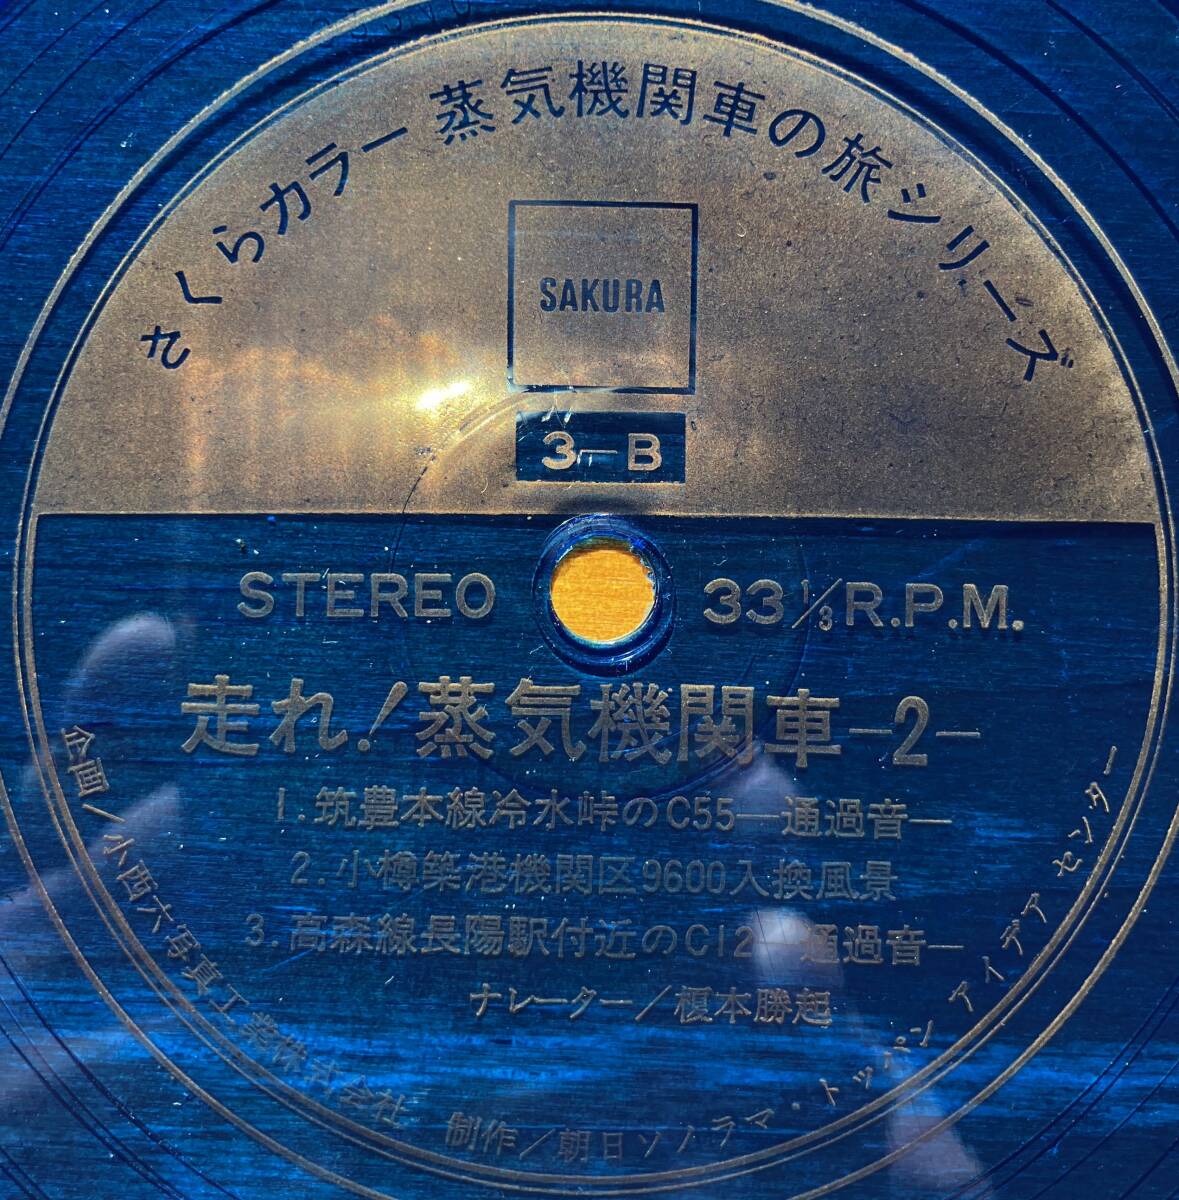 さくらカラー 蒸気機関車の旅シリーズ
SAKURA
3-B
STEREO
33 1/3 R.P.M.
走れ!蒸気機関車-2-
1.筑豊本線冷水峠のC55―通過音―
2.小樽築港機関区9600入換風景
3.高森線長陽駅付近のC12―通過音―
ナレーター/榎本勝起
企画/小西六写真工業株式会社 制作/朝日ソノラマ・トッパン アイデア センター